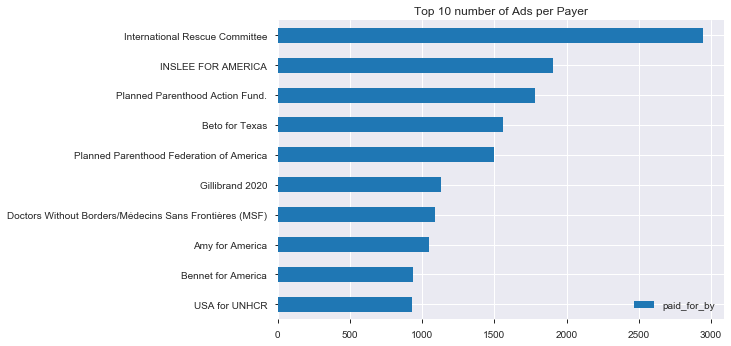 Top 10 number of Ads per Payer
International Rescue Committee
INSLEE FOR AMERICA
Planned Parenthood Action Fund.
Beto for Texas
Planned Parenthood Federation of America
Gillibrand 2020
Doctors Without Borders/Médecins Sans Frontières (MSF)
Amy for America
Bennet for America
USA for UNHCR
paid_for_by
0 500 1000 1500 2000 2500 3000